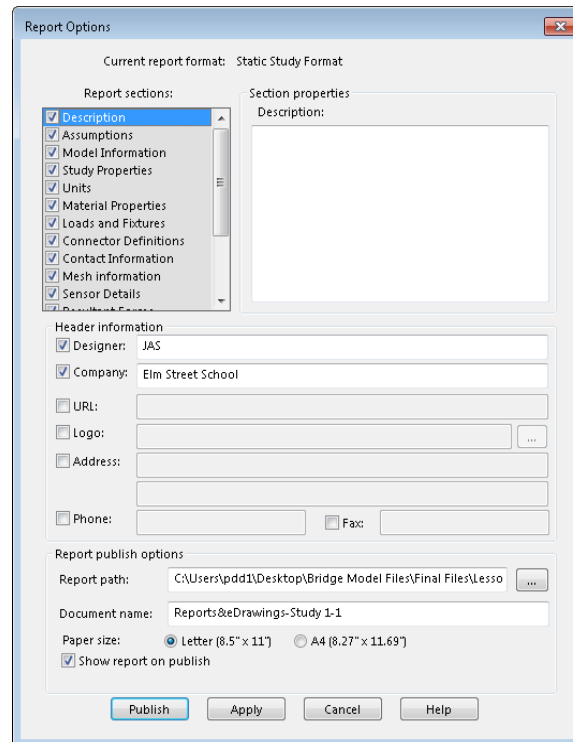 Report Options
Current report format: Static Study Format
Report sections:
Description
Assumptions
Model Information
Study Properties
Units
Material Properties
Loads and Fixtures
Connector Definitions
Contact Information
Mesh information
Sensor Details
Section properties
Description:
Header information
Designer: JAS
Company: Elm Street School
URL:
Logo: ...
Address:
Phone: Fax:
Report publish options
Report path: C:\Users\pdd1\Desktop\Bridge Model Files\Final Files\Lesso ...
Document name: Reports&eDrawings-Study 1-1
Paper size: Letter (8.5" x 11") A4 (8.27" x 11.69")
Show report on publish
Publish Apply Cancel Help